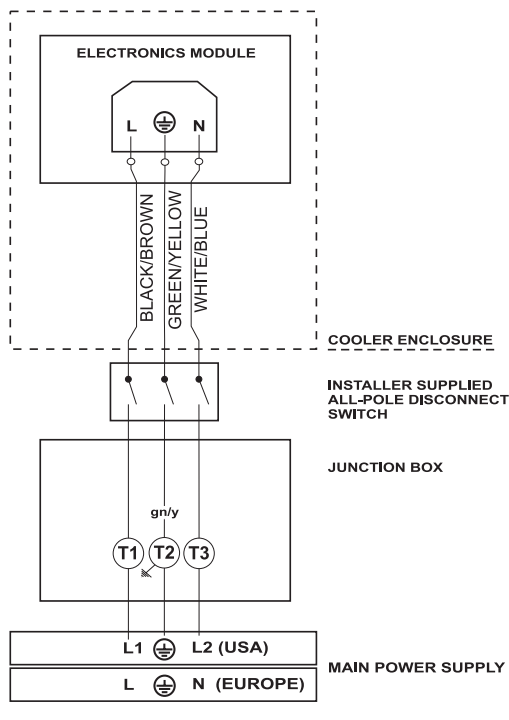 ELECTRONICS MODULE
L N
BLACK/BROWN
GREEN/YELLOW
WHITE/BLUE
COOLER ENCLOSURE
INSTALLER SUPPLIED
ALL-POLE DISCONNECT
SWITCH
JUNCTION BOX
gn/y
T1 T2 T3
L1 L2 (USA)
L N (EUROPE)
MAIN POWER SUPPLY